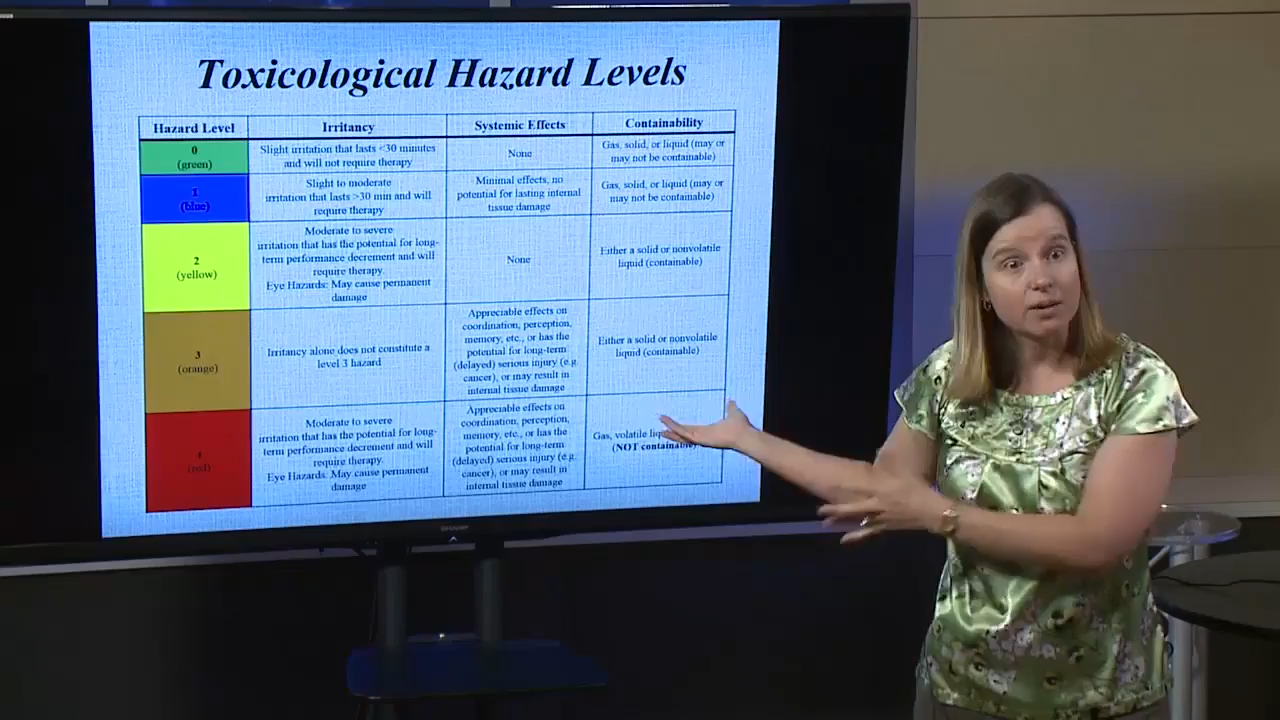 Toxicological Hazard Levels
Hazard Level
Irritancy
Systemic Effects
Containability
0
(green)
Slight irritation that lasts <30 minutes
and will not require therapy
None
Gas, solid, or liquid (may or
may not be containable)
1
(blue)
Slight to moderate
irritation that lasts >30 min and will
require therapy
Minimal effects, no
potential for lasting internal
tissue damage
Gas, solid, or liquid (may or
may not be containable)
2
(yellow)
Moderate to severe
irritation that has the potential for long-
term performance decrement and will
require therapy.
Eye Hazards: May cause permanent
damage
None
Either a solid or nonvolatile
liquid (containable)
3
(orange)
Irritancy alone does not constitute a
level 3 hazard
Appreciable effects on
coordination, perception,
memory, etc., or has the
potential for long-term
(delayed) serious injury (e.g.
cancer), or may result in
internal tissue damage
Either a solid or nonvolatile
liquid (containable)
4
(red)
Moderate to severe
irritation that has the potential for long-
term performance decrement and will
require therapy.
Eye Hazards: May cause permanent
damage
Appreciable effects on
coordination, perception,
memory, etc., or has the
potential for long-term
(delayed) serious injury (e.g.
cancer), or may result in
internal tissue damage
Gas, volatile
(NOT containable)
SHARP